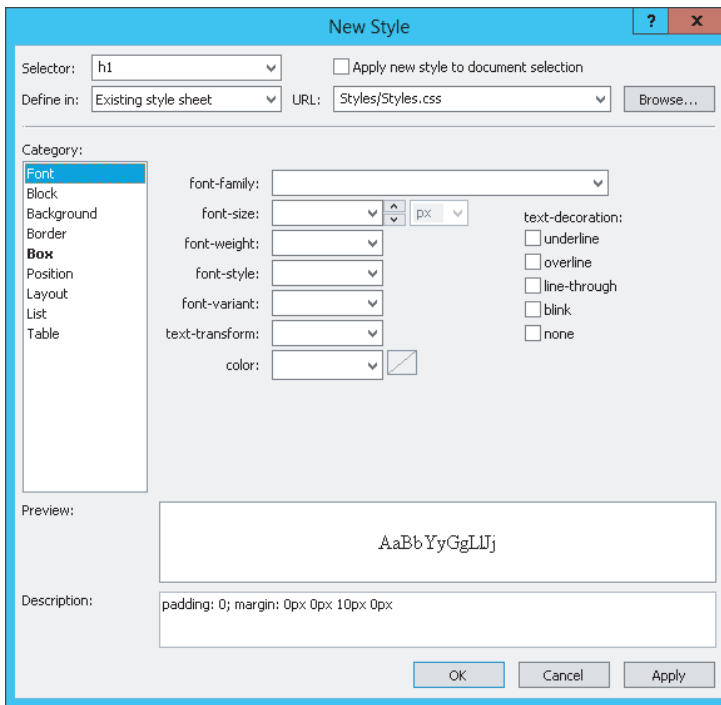 New Style
?
x
Selector: h1 Apply new style to document selection
Define in: Existing style sheet URL: Styles/Styles.css Browse...
Category:
Font
Block
Background
Border
Box
Position
Layout
List
Table
font-family:
font-size: px
font-weight:
font-style:
font-variant:
text-transform:
color:
text-decoration:
underline
overline
line-through
blink
none
Preview:
AaBbYyGgLlJj
Description:
padding: 0; margin: 0px 0px 10px 0px
OK Cancel Apply